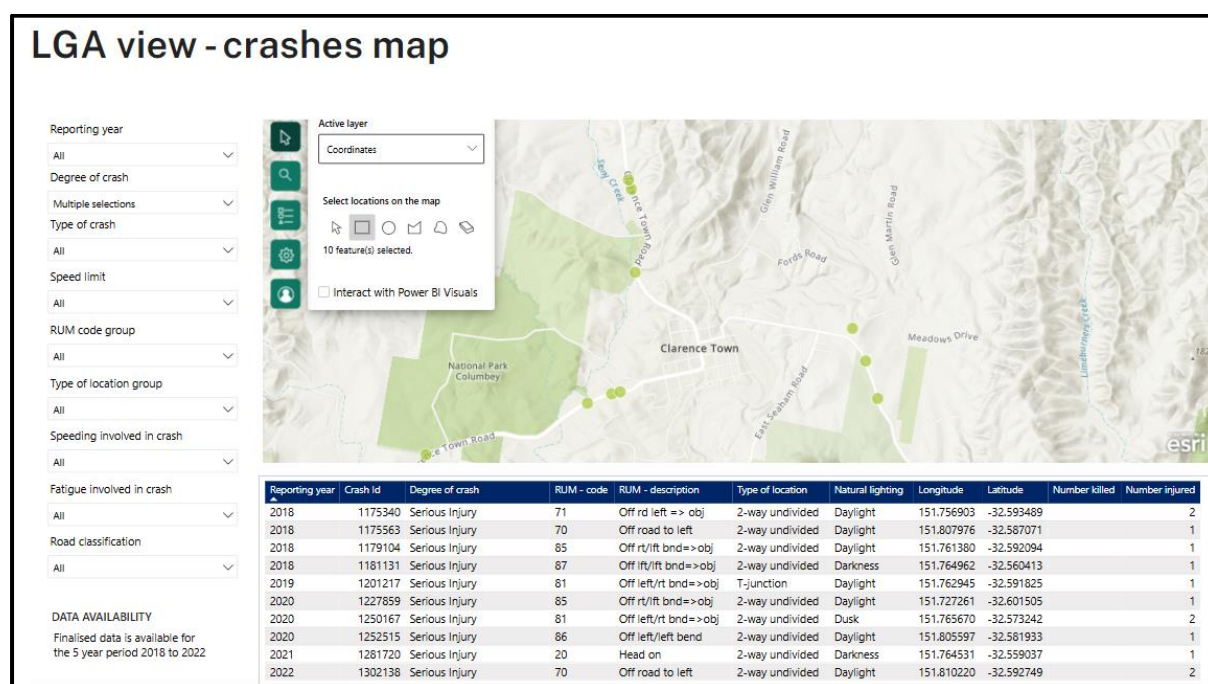 LGA view - crashes map
Reporting year
All
Degree of crash
Multiple selections
Type of crash
All
Speed limit
All
RUM code group
All
Type of location group
All
Speeding involved in crash
All
Fatigue involved in crash
All
Road classification
All
DATA AVAILABILITY
Finalised data is available for
the 5 year period 2018 to 2022
Active layer
Coordinates
Select locations on the map
10 feature(s) selected.
Interact with Power BI Visuals
Creek
Town Road
Glen William Road
Glen Martin Road
Fords Road
Meadows Drive
Limeburners Creek
Clarence Town
National Park
Columbey
East Seaham Road
Town Road
esri
Reporting year Crash Id Degree of crash RUM - code RUM - description Type of location Natural lighting Longitude Latitude Number killed Number injured
2018 1175340 Serious Injury 71 Off rd left => obj 2-way undivided Daylight 151.756903 -32.593489 2
2018 1175563 Serious Injury 70 Off road to left 2-way undivided Daylight 151.807976 -32.587071 1
2018 1179104 Serious Injury 85 Off rt/lft bnd=>obj 2-way undivided Daylight 151.761380 -32.592094 1
2018 1181131 Serious Injury 87 Off lft/lft bnd=>obj 2-way undivided Darkness 151.764962 -32.560413 1
2019 1201217 Serious Injury 81 Off left/rt bnd=>obj T-junction Daylight 151.762945 -32.591825 1
2020 1227859 Serious Injury 85 Off rt/lft bnd=>obj 2-way undivided Daylight 151.727261 -32.601505 1
2020 1250167 Serious Injury 81 Off left/rt bnd=>obj 2-way undivided Dusk 151.765670 -32.573242 2
2020 1252515 Serious Injury 86 Off left/left bend 2-way undivided Daylight 151.805597 -32.581933 1
2021 1281720 Serious Injury 20 Head on 2-way undivided Darkness 151.764531 -32.559037 1
2022 1302138 Serious Injury 70 Off road to left 2-way undivided Daylight 151.810220 -32.592749 2